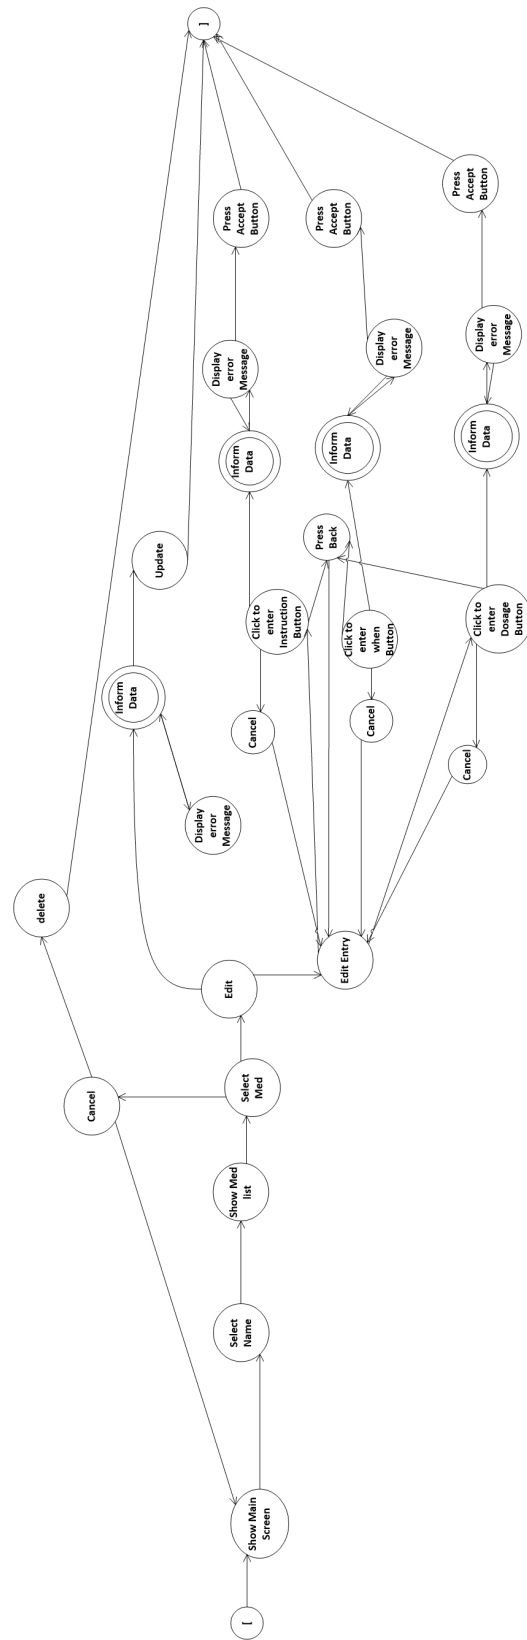 [
Show Main
Screen
Select
Name
Show Med
list
Select
Med
Cancel
delete
Edit
Edit Entry
Display
error
Message
Inform
Data
Update
Cancel
Click to
enter
Instruction
Button
Inform
Data
Display
error
Message
Press
Accept
Button
Cancel
Click to
enter
when
Button
Press
Back
Inform
Data
Display
error
Message
Press
Accept
Button
Cancel
Click to
enter
Dosage
Button
Inform
Data
Display
error
Message
Press
Accept
Button
]